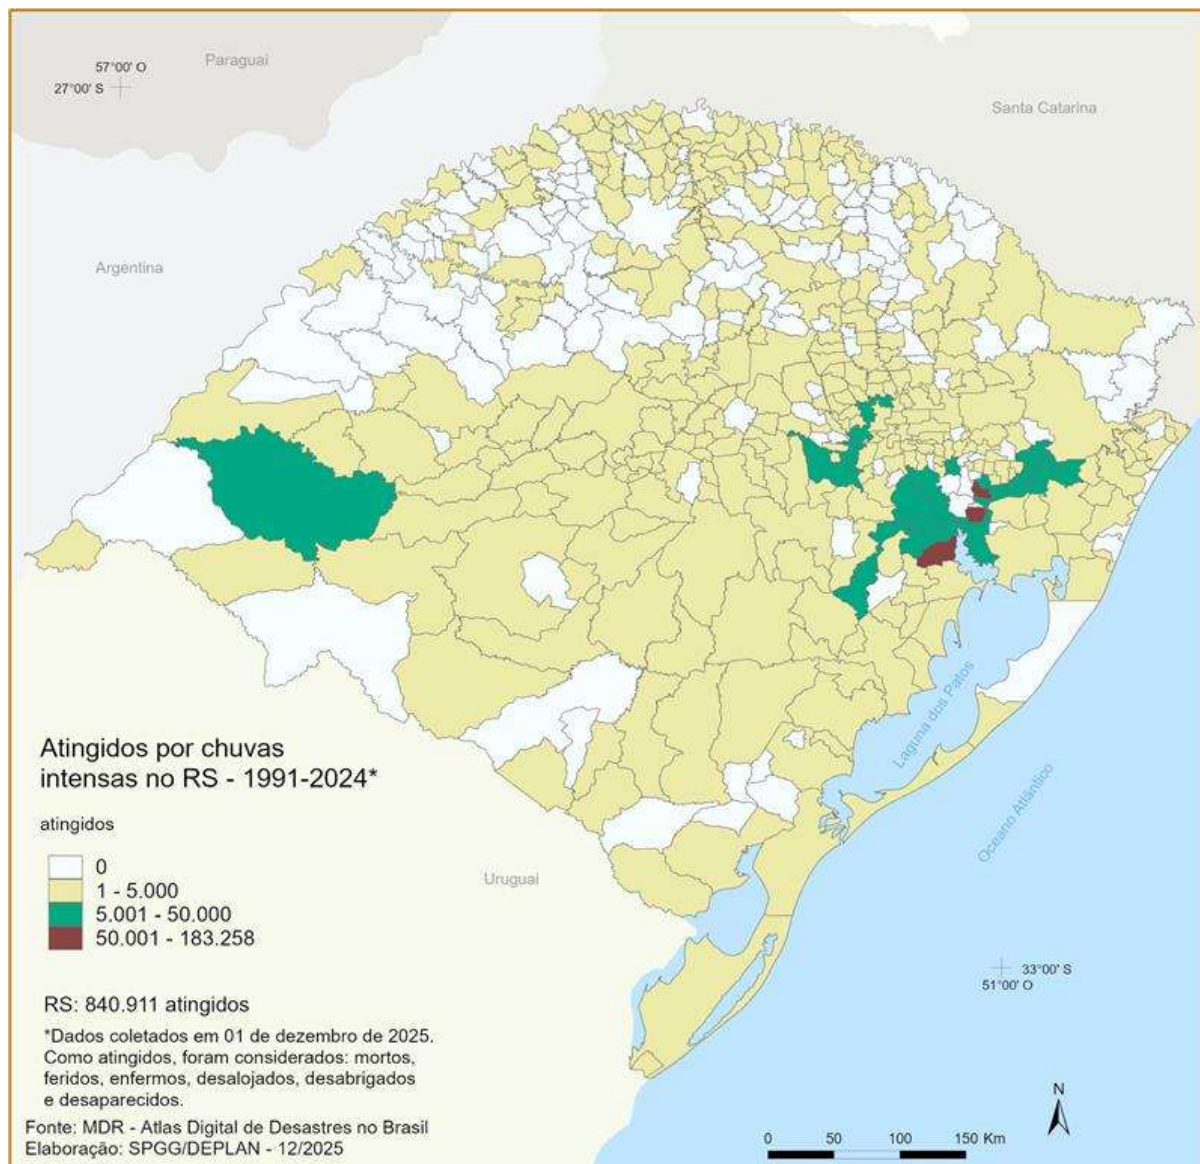 Paraguai
57°00' O
27°00' S
Santa Catarina
Argentina
Laguna dos Patos
Oceano Atlântico
Uruguai
Atingidos por chuvas
intensas no RS - 1991-2024*
atingidos
0
1 - 5.000
5.001 - 50.000
50.001 - 183.258
33°00' S
51°00' O
RS: 840.911 atingidos
*Dados coletados em 01 de dezembro de 2025.
Como atingidos, foram considerados: mortos,
feridos, enfermos, desalojados, desabrigados
e desaparecidos.
Fonte: MDR - Atlas Digital de Desastres no Brasil
Elaboração: SPGG/DEPLAN - 12/2025
N
0 50 100 150 Km